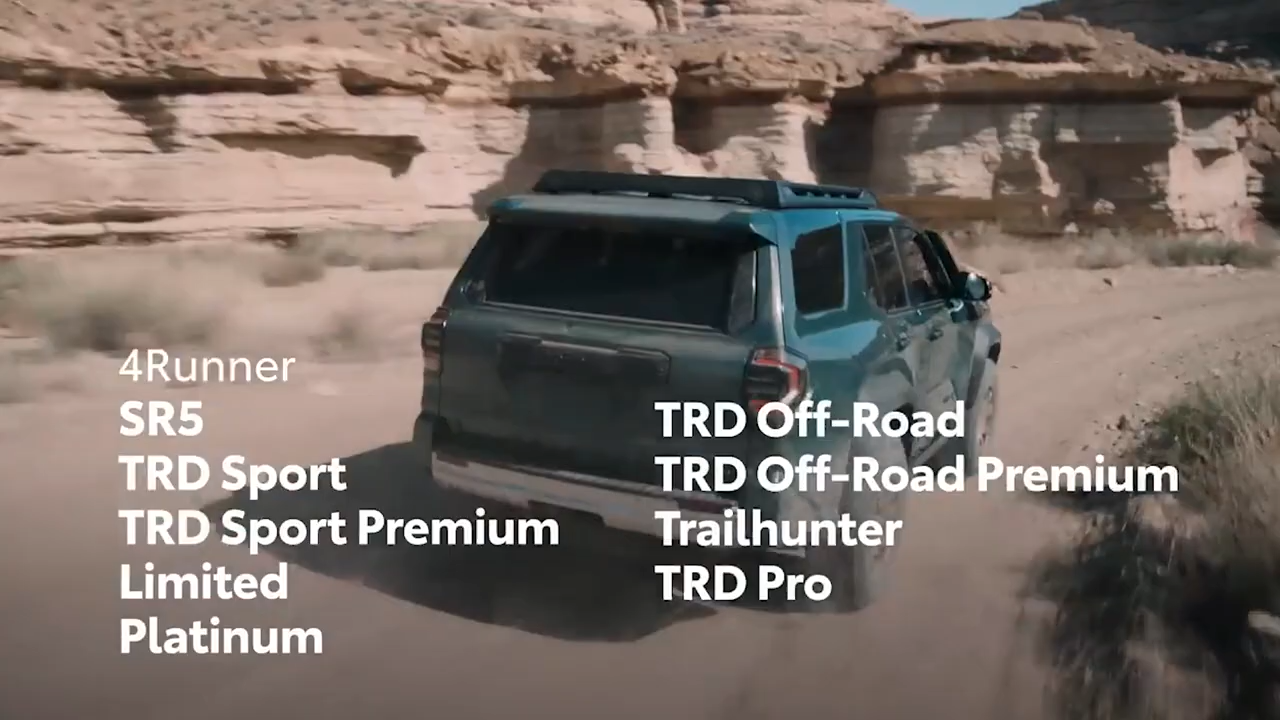 4Runner
SR5
TRD Sport
TRD Sport Premium
Limited
Platinum
TRD Off-Road
TRD Off-Road Premium
Trailhunter
TRD Pro